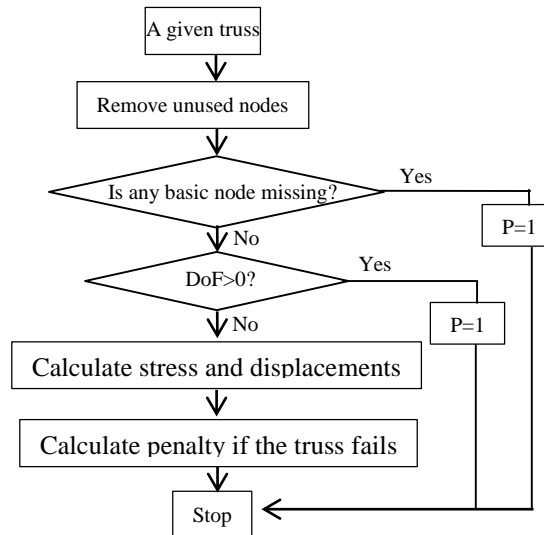 A given truss
Remove unused nodes
Is any basic node missing?
Yes
P=1
No
DoF>0?
Yes
P=1
No
Calculate stress and displacements
Calculate penalty if the truss fails
Stop